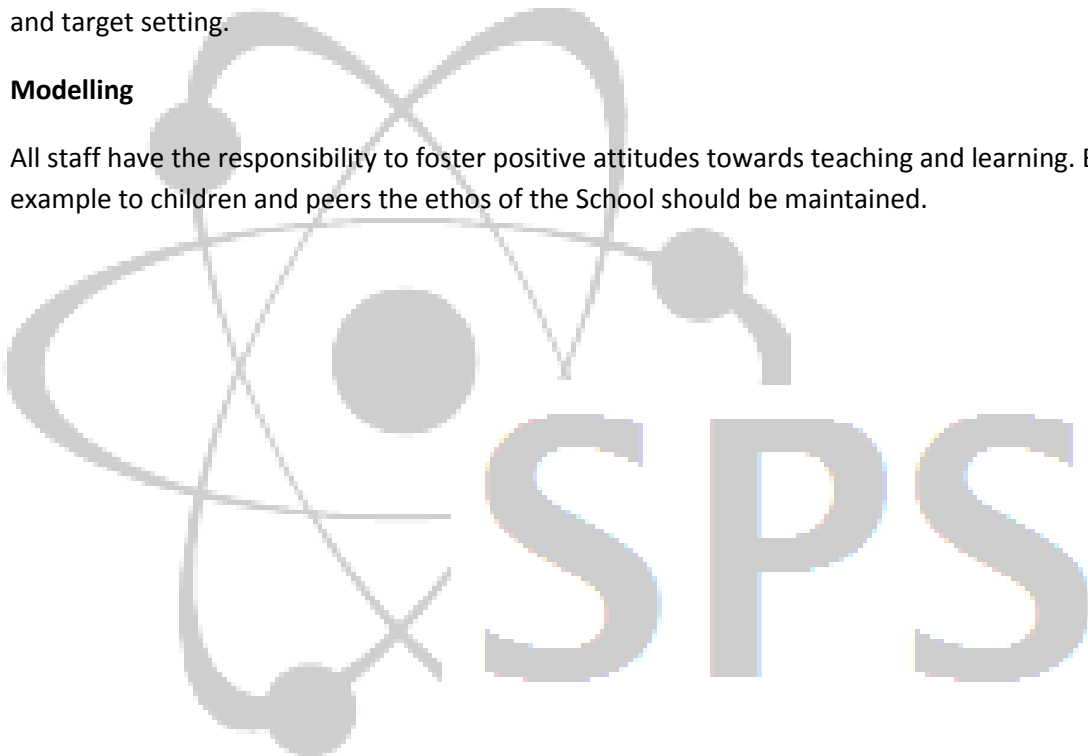 and target setting.
Modelling
All staff have the responsibility to foster positive attitudes towards teaching and learning.
example to children and peers the ethos of the School should be maintained.
SPS